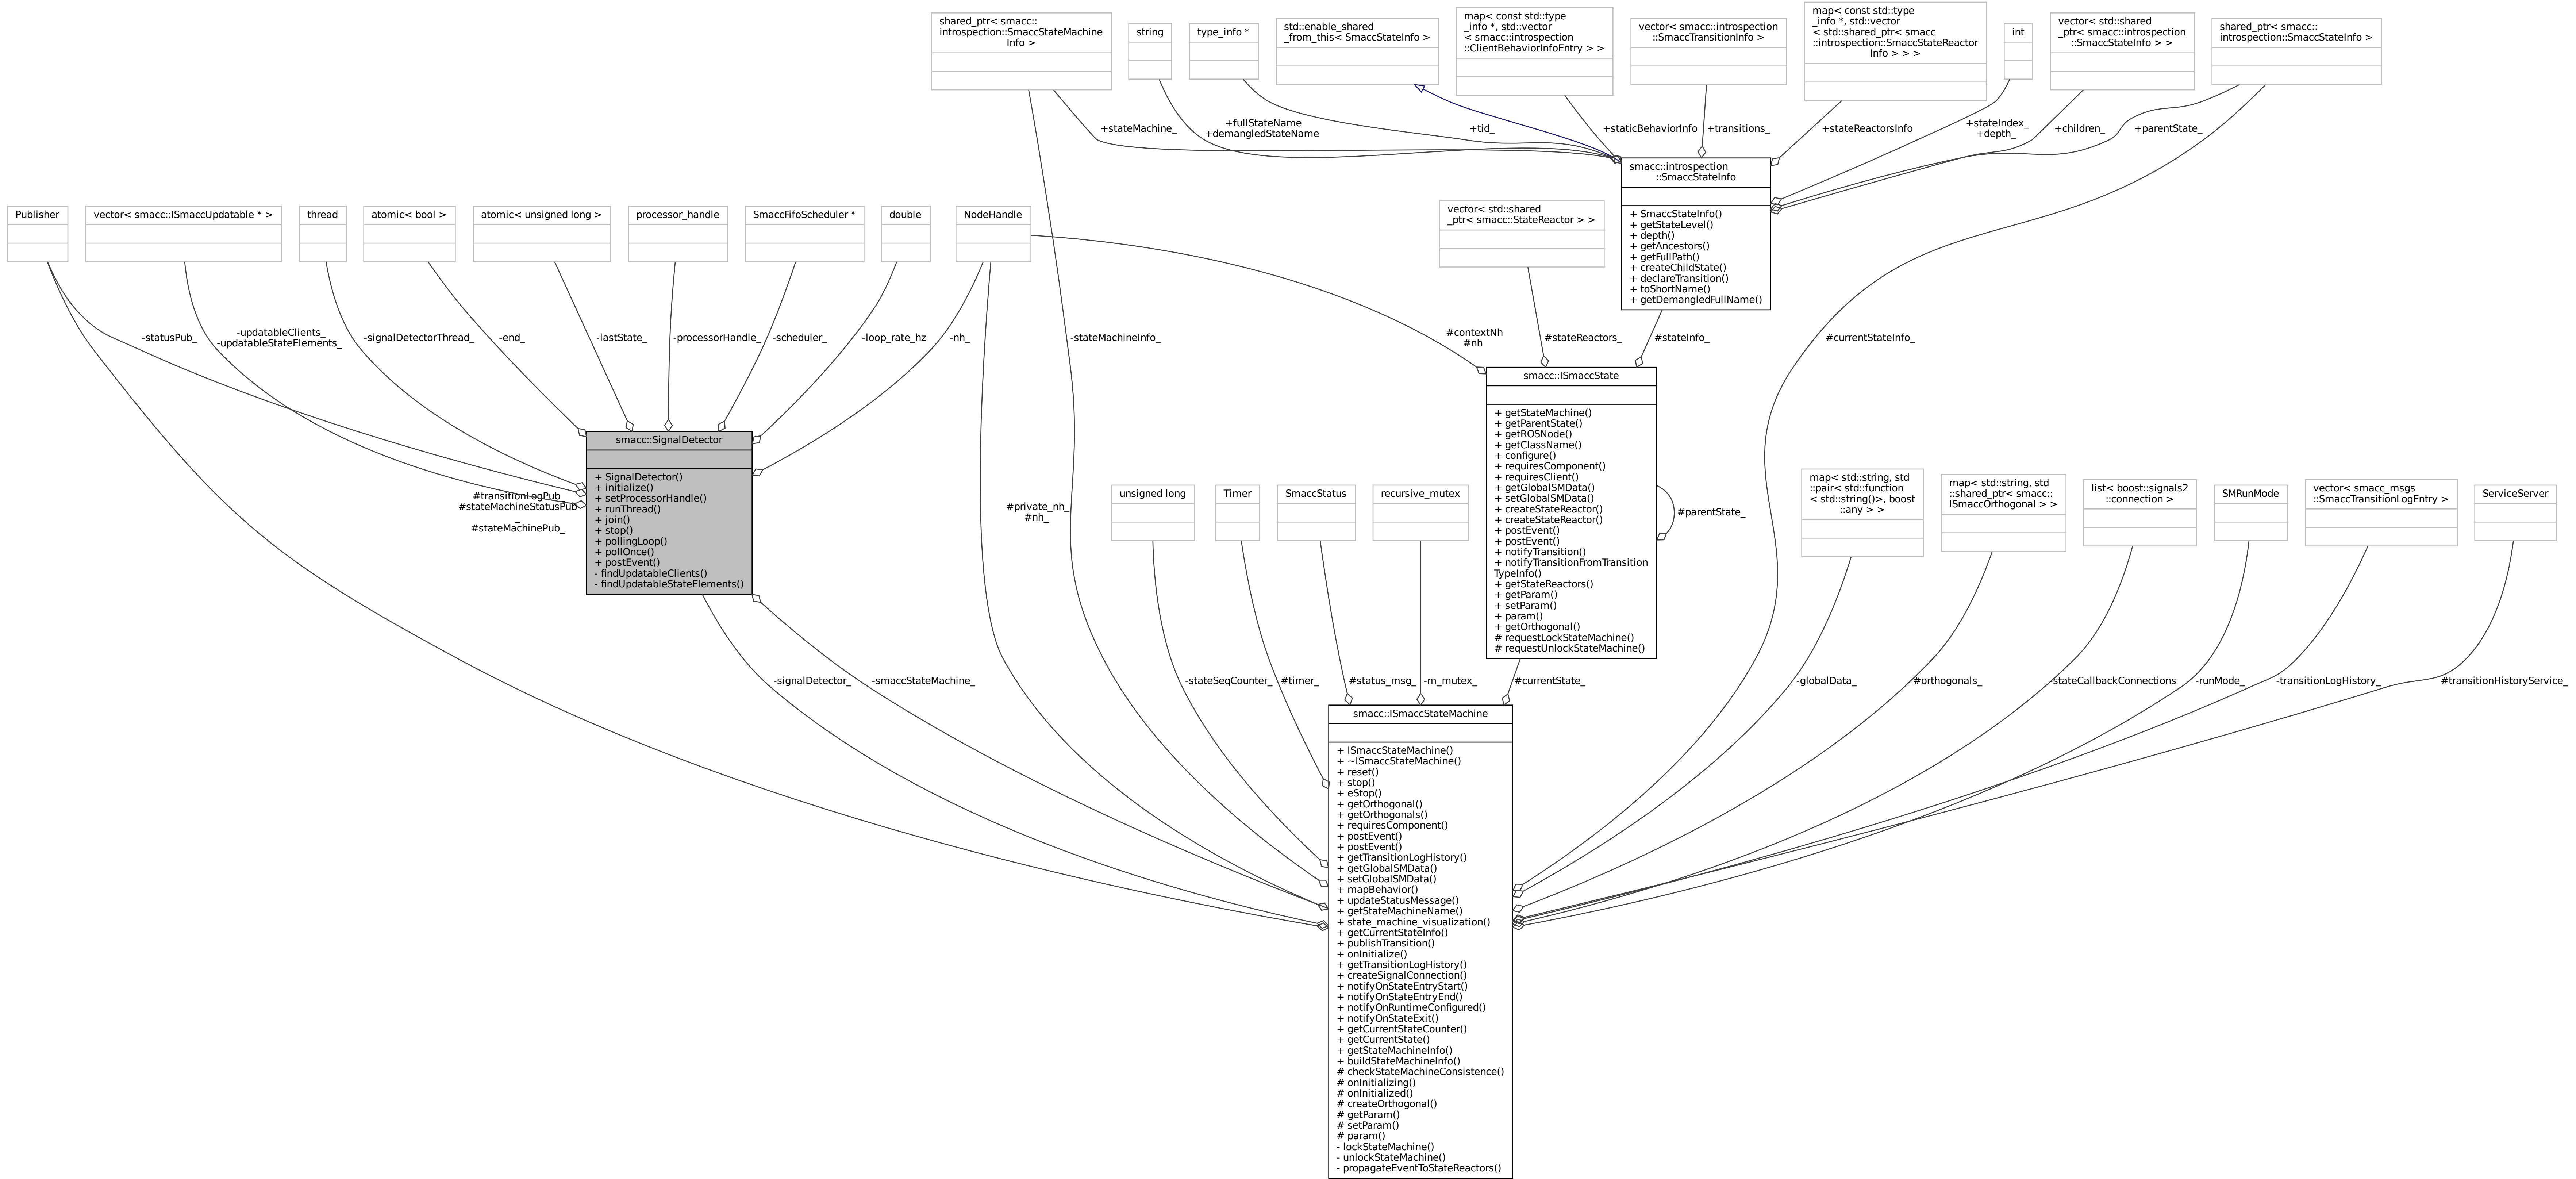 shared_ptr< smacc::
introspection::SmaccStateMachine
Info >
string
type_info *
std::enable_shared
_from_this< SmaccStateInfo >
map< const std::type
_info *, std::vector
< smacc::introspection
::ClientBehaviorInfoEntry > >
vector< smacc::introspection
::SmaccTransitionInfo >
map< const std::type
_info *, std::vector
< std::shared_ptr< smacc
::introspection::SmaccStateReactor
Info > > >
int
vector< std::shared
_ptr< smacc::introspection
::SmaccStateInfo > >
shared_ptr< smacc::
introspection::SmaccStateInfo >
+stateMachine_
+fullStateName
+demangledStateName
+tid_
+staticBehaviorInfo
+transitions_
+stateReactorsInfo
+stateIndex_
+depth_
+children_
+parentState_
smacc::introspection
::SmaccStateInfo
+ SmaccStateInfo()
+ getStateLevel()
+ depth()
+ getAncestors()
+ getFullPath()
+ createChildState()
+ declareTransition()
+ toShortName()
+ getDemangledFullName()
Publisher
vector< smacc::ISmaccUpdatable * >
thread
atomic< bool >
atomic< unsigned long >
processor_handle
SmaccFifoScheduler *
double
NodeHandle
vector< std::shared
_ptr< smacc::StateReactor > >
-statusPub_
-updatableClients_
-updatableStateElements_
-signalDetectorThread_
-end_
-lastState_
-processorHandle_
-scheduler_
-loop_rate_hz
-nh_
-stateMachineInfo_
#contextNh
#nh
#stateReactors_
#stateInfo_
#currentStateInfo_
smacc::SignalDetector
+ SignalDetector()
+ initialize()
+ setProcessorHandle()
+ runThread()
+ join()
+ stop()
+ pollingLoop()
+ pollOnce()
+ postEvent()
- findUpdatableClients()
- findUpdatableStateElements()
#transitionLogPub_
#stateMachineStatusPub
_
#stateMachinePub_
#private_nh_
#nh_
smacc::ISmaccState
+ getStateMachine()
+ getParentState()
+ getROSNode()
+ getClassName()
+ configure()
+ requiresComponent()
+ requiresClient()
+ getGlobalSMData()
+ setGlobalSMData()
+ createStateReactor()
+ createStateReactor()
+ postEvent()
+ postEvent()
+ notifyTransition()
+ notifyTransitionFromTransition
TypeInfo()
+ getStateReactors()
+ getParam()
+ setParam()
+ param()
+ getOrthogonal()
# requestLockStateMachine()
# requestUnlockStateMachine()
#parentState_
unsigned long
Timer
SmaccStatus
recursive_mutex
map< std::string, std
::pair< std::function
< std::string()>, boost
::any > >
map< std::string, std
::shared_ptr< smacc::
ISmaccOrthogonal > >
list< boost::signals2
::connection >
SMRunMode
vector< smacc_msgs
::SmaccTransitionLogEntry >
ServiceServer
-signalDetector_
-smaccStateMachine_
-stateSeqCounter_
#timer_
#status_msg_
-m_mutex_
#currentState_
-globalData_
#orthogonals_
-stateCallbackConnections
-runMode_
-transitionLogHistory_
#transitionHistoryService_
smacc::ISmaccStateMachine
+ ISmaccStateMachine()
+ ~ISmaccStateMachine()
+ reset()
+ stop()
+ eStop()
+ getOrthogonal()
+ getOrthogonals()
+ requiresComponent()
+ postEvent()
+ postEvent()
+ getTransitionLogHistory()
+ getGlobalSMData()
+ setGlobalSMData()
+ mapBehavior()
+ updateStatusMessage()
+ getStateMachineName()
+ state_machine_visualization()
+ getCurrentStateInfo()
+ publishTransition()
+ onInitialize()
+ getTransitionLogHistory()
+ createSignalConnection()
+ notifyOnStateEntryStart()
+ notifyOnStateEntryEnd()
+ notifyOnRuntimeConfigured()
+ notifyOnStateExit()
+ getCurrentStateCounter()
+ getCurrentState()
+ getStateMachineInfo()
+ buildStateMachineInfo()
# checkStateMachineConsistence()
# onInitializing()
# onInitialized()
# createOrthogonal()
# getParam()
# setParam()
# param()
- lockStateMachine()
- unlockStateMachine()
- propagateEventToStateReactors()